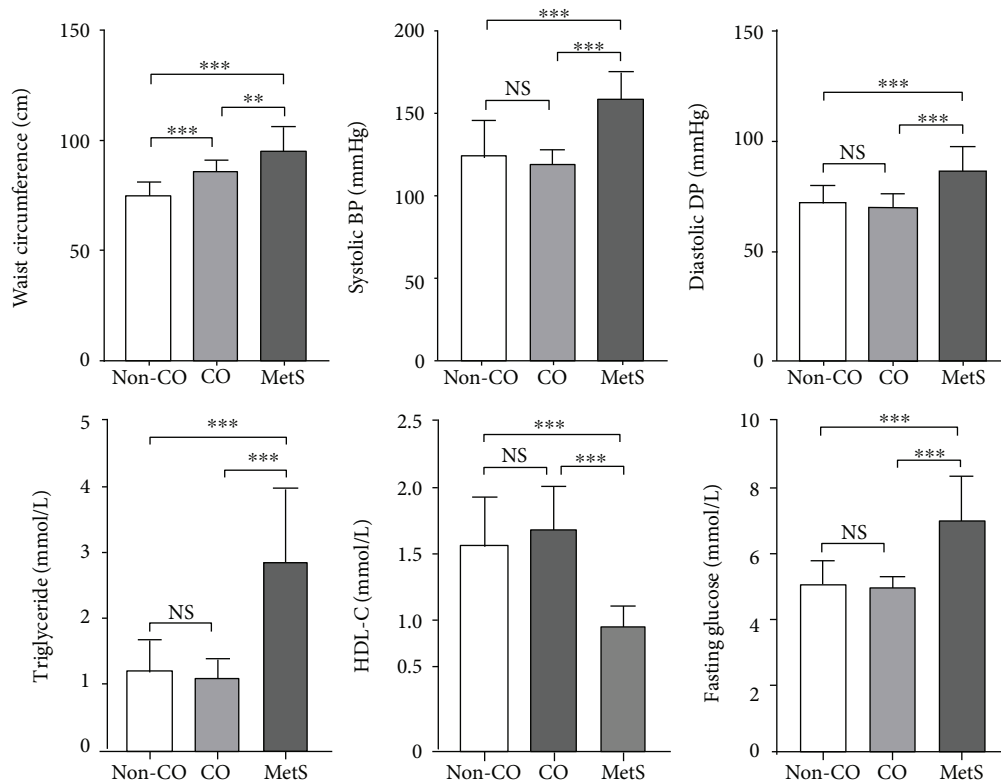 Waist circumference (cm)
150
100
50
0
***
**
***
Non-CO CO MetS
Systolic BP (mmHg)
200
150
100
50
0
***
***
NS
Non-CO CO MetS
Diastolic DP (mmHg)
150
100
50
0
***
***
NS
Non-CO CO MetS
Triglyceride (mmol/L)
5
4
3
2
1
0
***
***
NS
Non-CO CO MetS
HDL-C (mmol/L)
2.5
2.0
1.5
1.0
0.5
0
***
NS
***
Non-CO CO MetS
Fasting glucose (mmol/L)
10
8
6
4
2
0
***
***
NS
Non-CO CO MetS